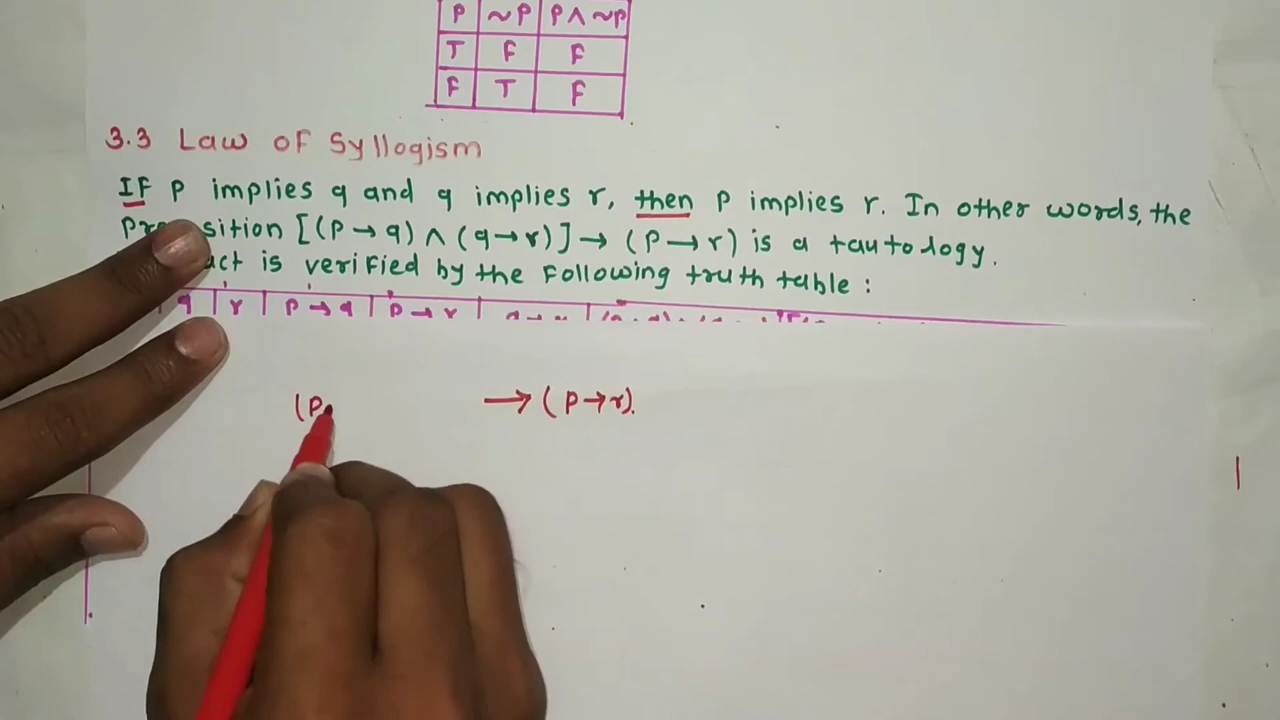 P ~P P ∧ ~P
T F F
F T F
3.3 Law of Syllogism
IF P implies q and q implies r, then P implies r. In other words, the
[(P → q) ∧ (q → r)] → (P → r) is a tautology.
is verified by the following truth table :
q r P → q P → r
(P → (P → r).